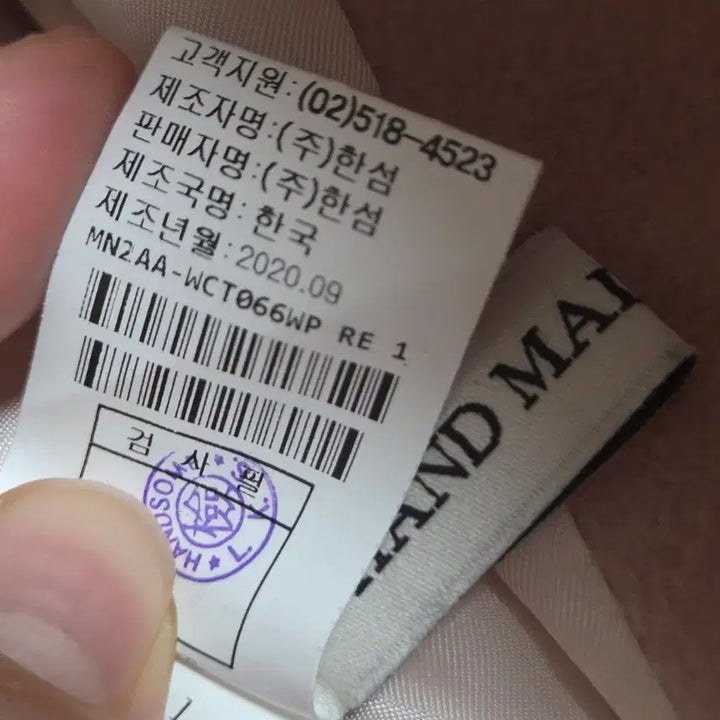 고객지원:(02)518-4523
제조자명:(주)한섬
판매자명:(주)한섬
제조국명:한국
제조년월:2020.09
MN2AA-WCT066WP RE 1
검 사 필
HANDSOME
HAND MAD